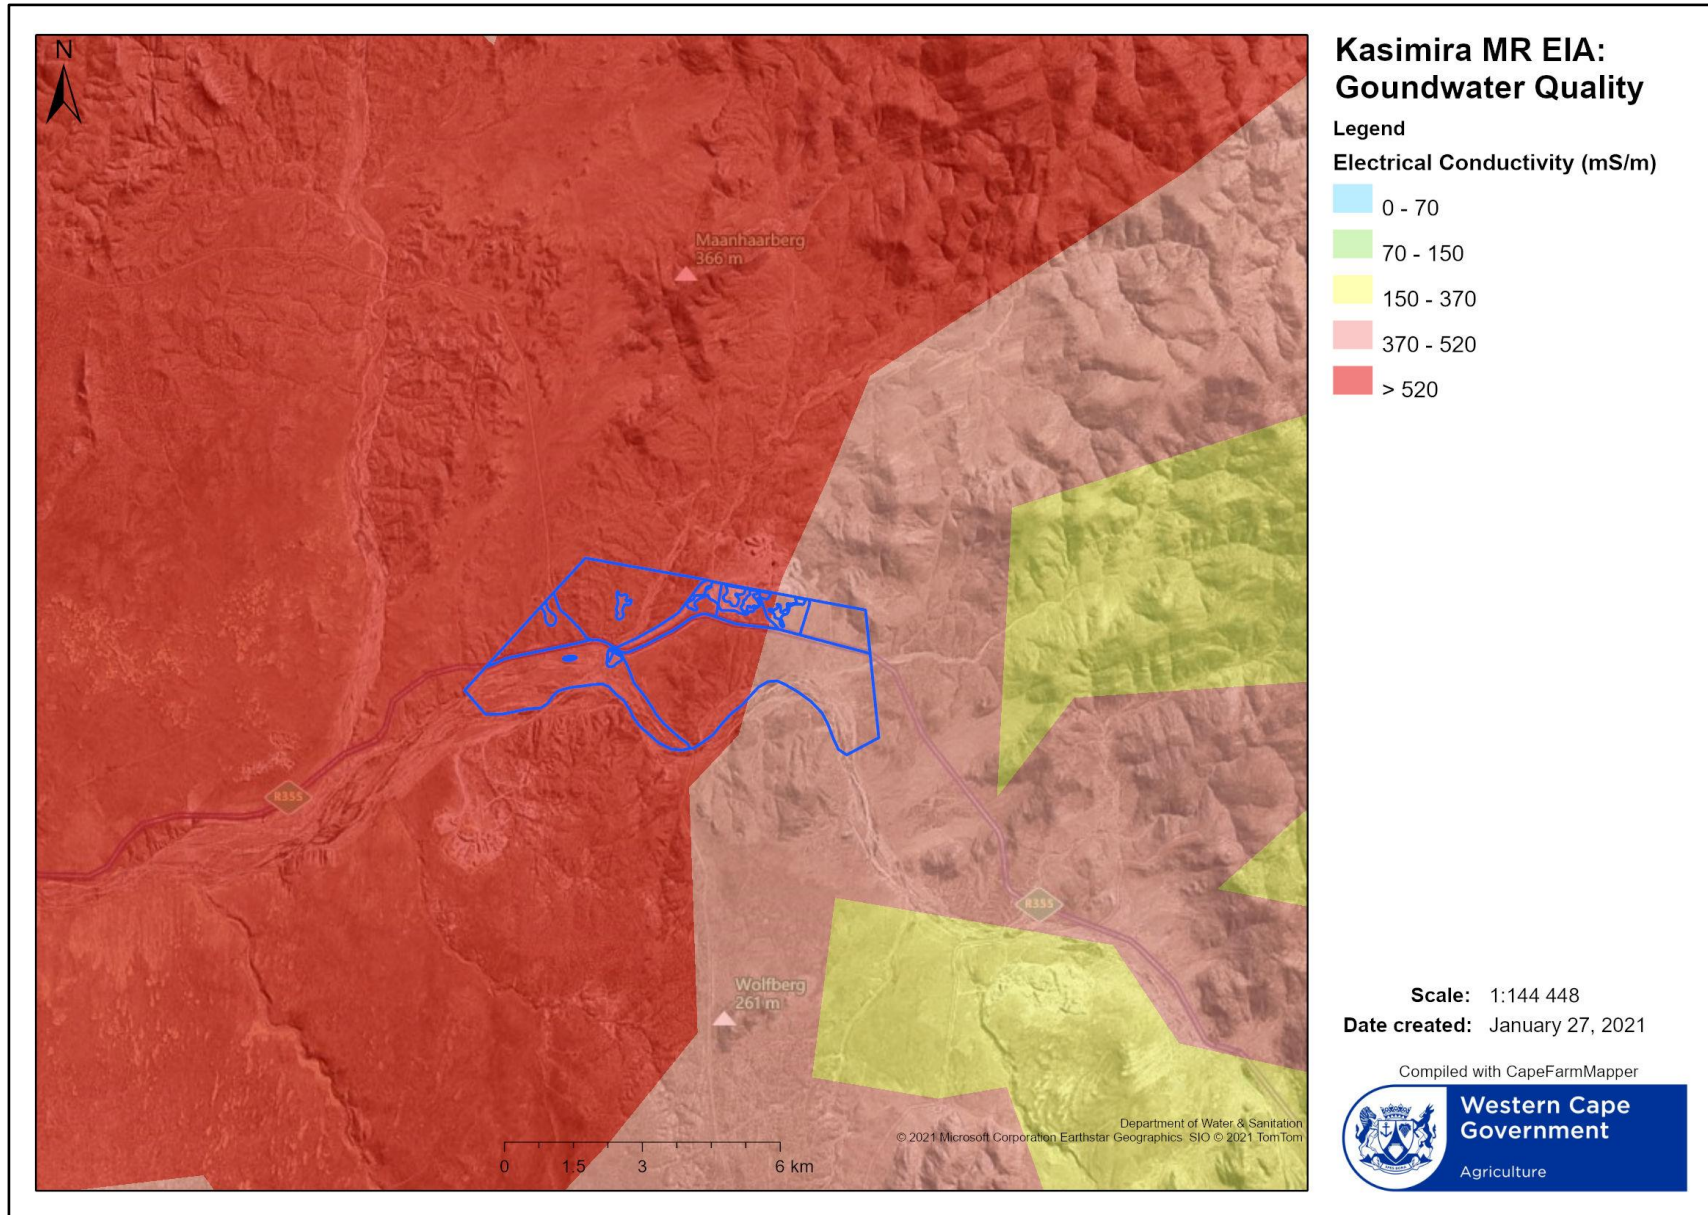 N
Kasimira MR EIA:
Goundwater Quality
Legend
Electrical Conductivity (mS/m)
0 - 70
70 - 150
150 - 370
370 - 520
> 520
Maanhaarberg
366 m
R355
R355
Wolfberg
261 m
0 1.5 3 6 km
Department of Water & Sanitation
© 2021 Microsoft Corporation Earthstar Geographics SIO © 2021 TomTom
Scale: 1:144 448
Date created: January 27, 2021
Compiled with CapeFarmMapper
Western Cape
Government
Agriculture